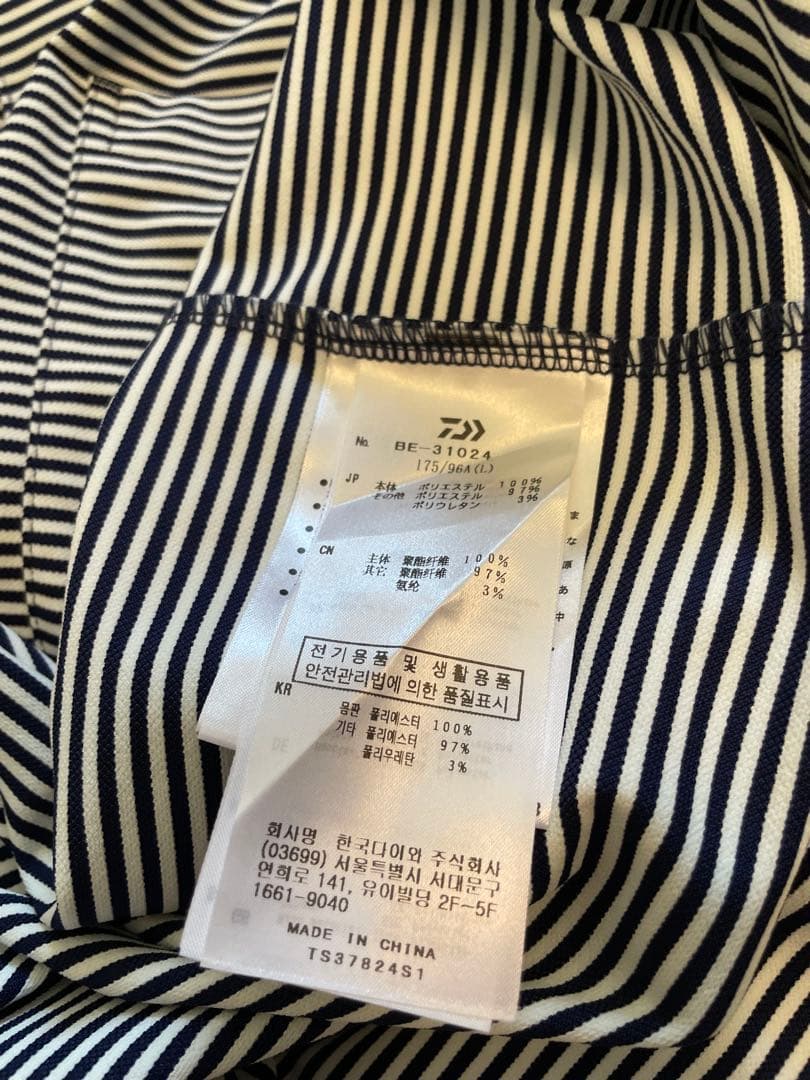 No. BE-31024
175/96A(L)
JP 本体 ポリエステル 100%
その他 ポリエステル 97%
ポリウレタン 3%
CN
主体 聚酯纤维 100%
其它 聚酯纤维 97%
氨纶 3%
전기용품 및 생활용품
안전관리법에 의한 품질표시
KR
몸판 폴리에스터 100%
기타 폴리에스터 97%
폴리우레탄 3%
회사명 한국다이와 주식회사
(03699) 서울특별시 서대문구
연희로 141, 유이빌딩 2F~5F
1661-9040
MADE IN CHINA
TS37824S1
ま
な
源
あ
中
DE